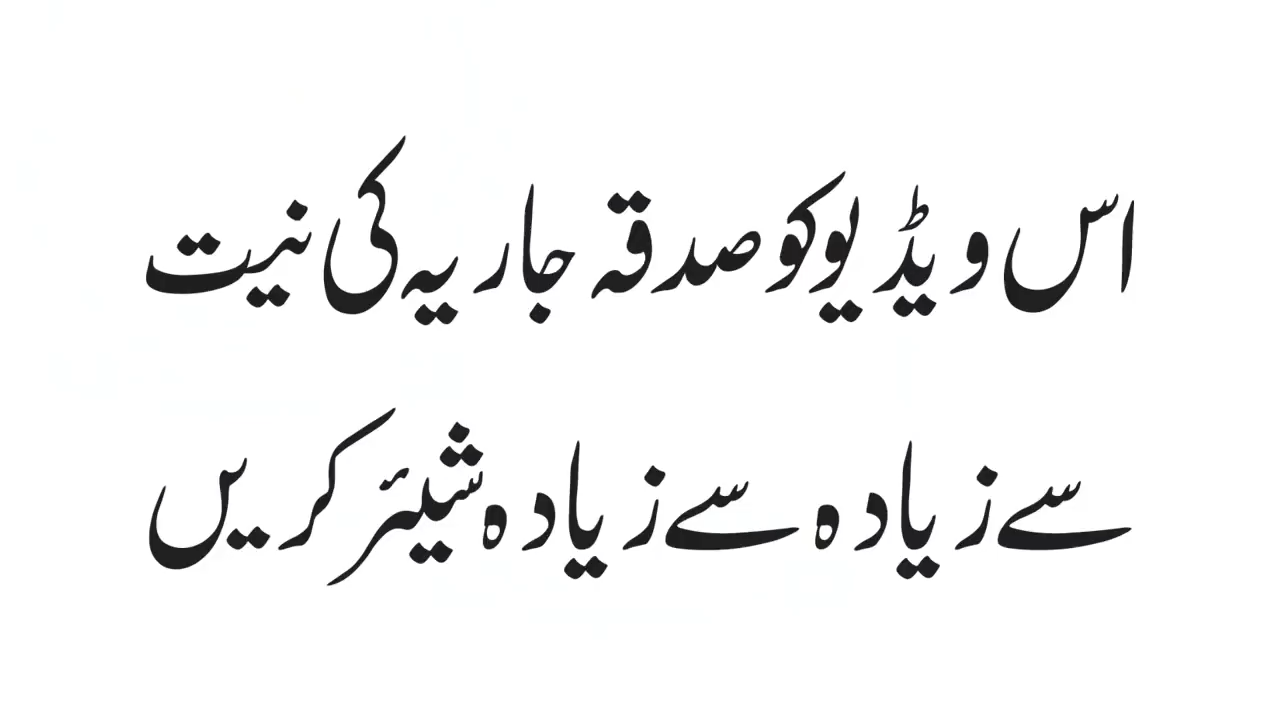 اس ویڈیو کو صدقہ جاریہ کی نیت
سے زیادہ سے زیادہ شیئر کریں